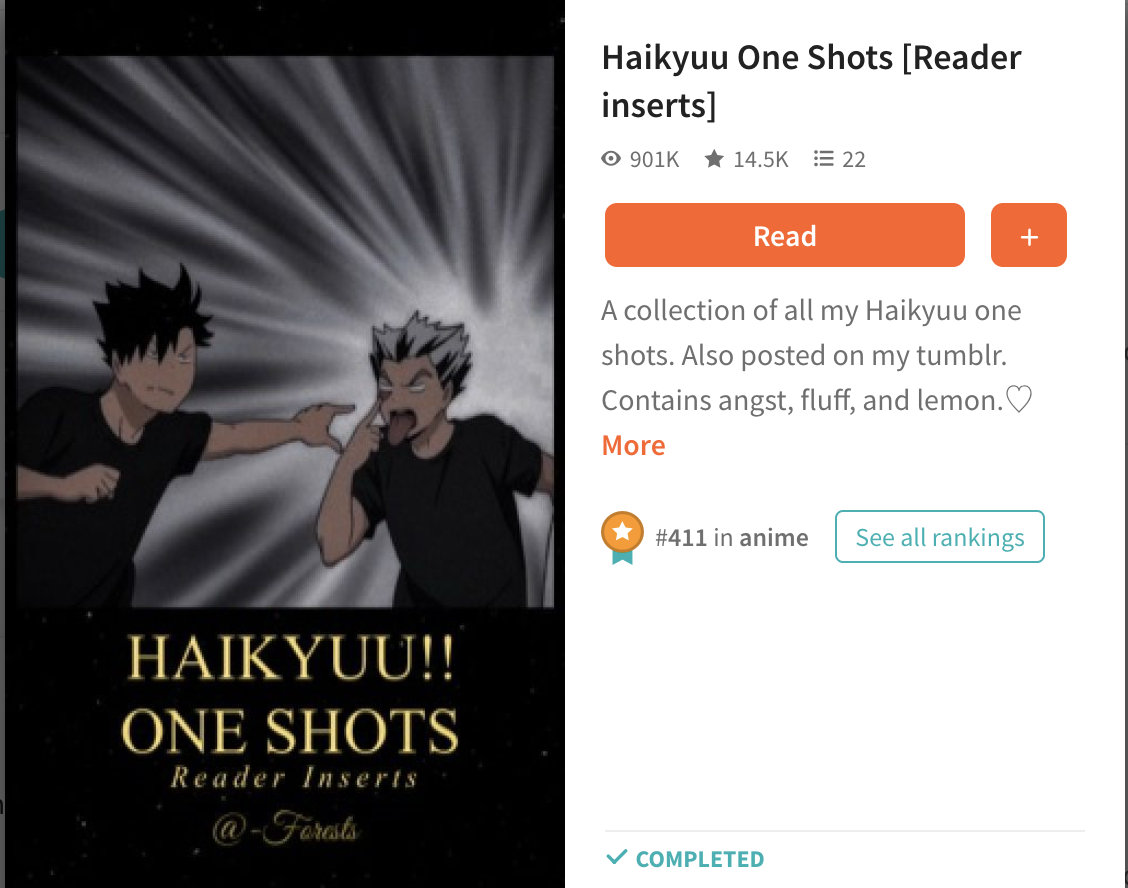 HAIKYUU!!
ONE SHOTS
Reader Inserts
@-Forests
Haikyuu One Shots [Reader
inserts]
901K 14.5K 22
Read +
A collection of all my Haikyuu one
shots. Also posted on my tumblr.
Contains angst, fluff, and lemon.♡
More
#411 in anime See all rankings
COMPLETED